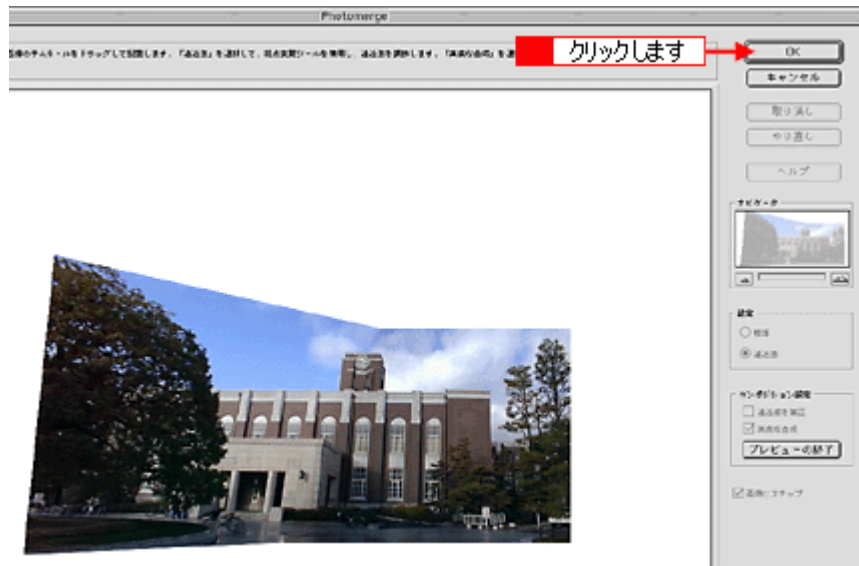 Photomerge
クリックします
OK
キャンセル
取り消し
やり直し
ヘルプ
ナビゲータ
設定
標準
遠近法
コンポジション設定
遠近感を補正
高度な合成
プレビューの終了
画像にスナップ